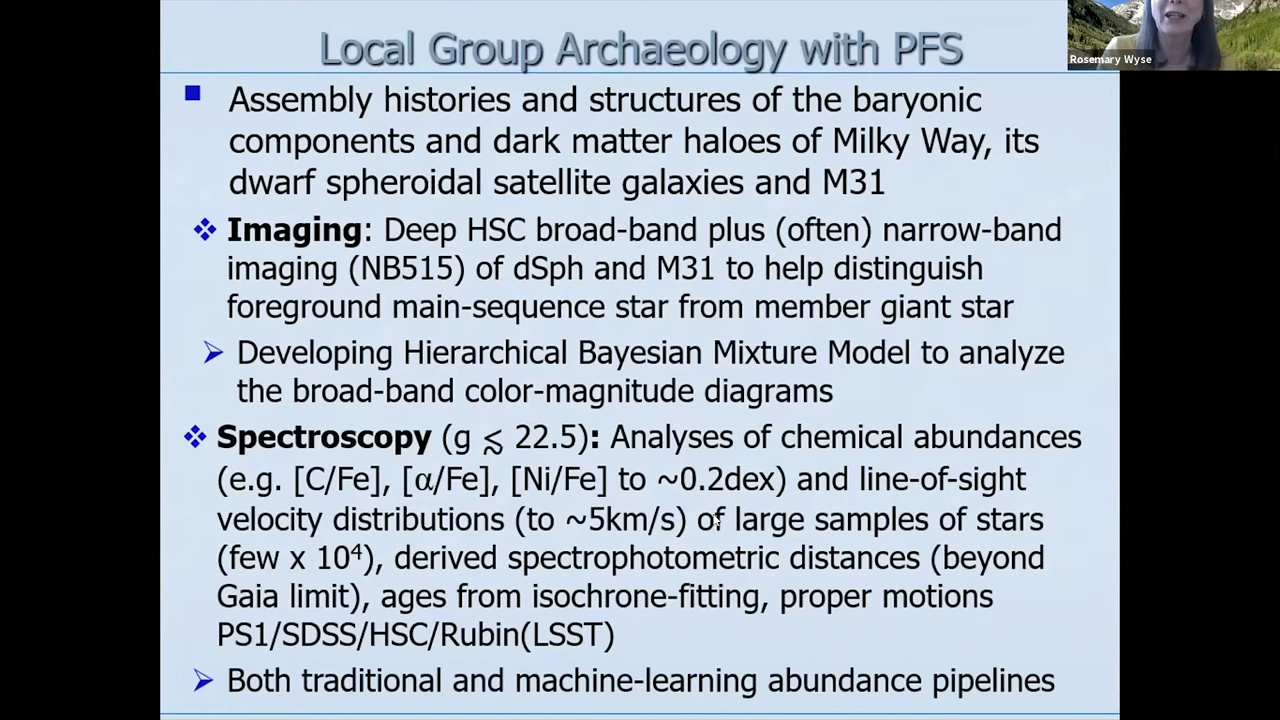 Local Group Archaeology with PFS
Rosemary Wyse
Assembly histories and structures of the baryonic
components and dark matter haloes of Milky Way, its
dwarf spheroidal satellite galaxies and M31
Imaging: Deep HSC broad-band plus (often) narrow-band
imaging (NB515) of dSph and M31 to help distinguish
foreground main-sequence star from member giant star
Developing Hierarchical Bayesian Mixture Model to analyze
the broad-band color-magnitude diagrams
Spectroscopy (g ≲ 22.5): Analyses of chemical abundances
(e.g. [C/Fe], [α/Fe], [Ni/Fe] to ~0.2dex) and line-of-sight
velocity distributions (to ~5km/s) of large samples of stars
(few x 10⁴), derived spectrophotometric distances (beyond
Gaia limit), ages from isochrone-fitting, proper motions
PS1/SDSS/HSC/Rubin(LSST)
Both traditional and machine-learning abundance pipelines